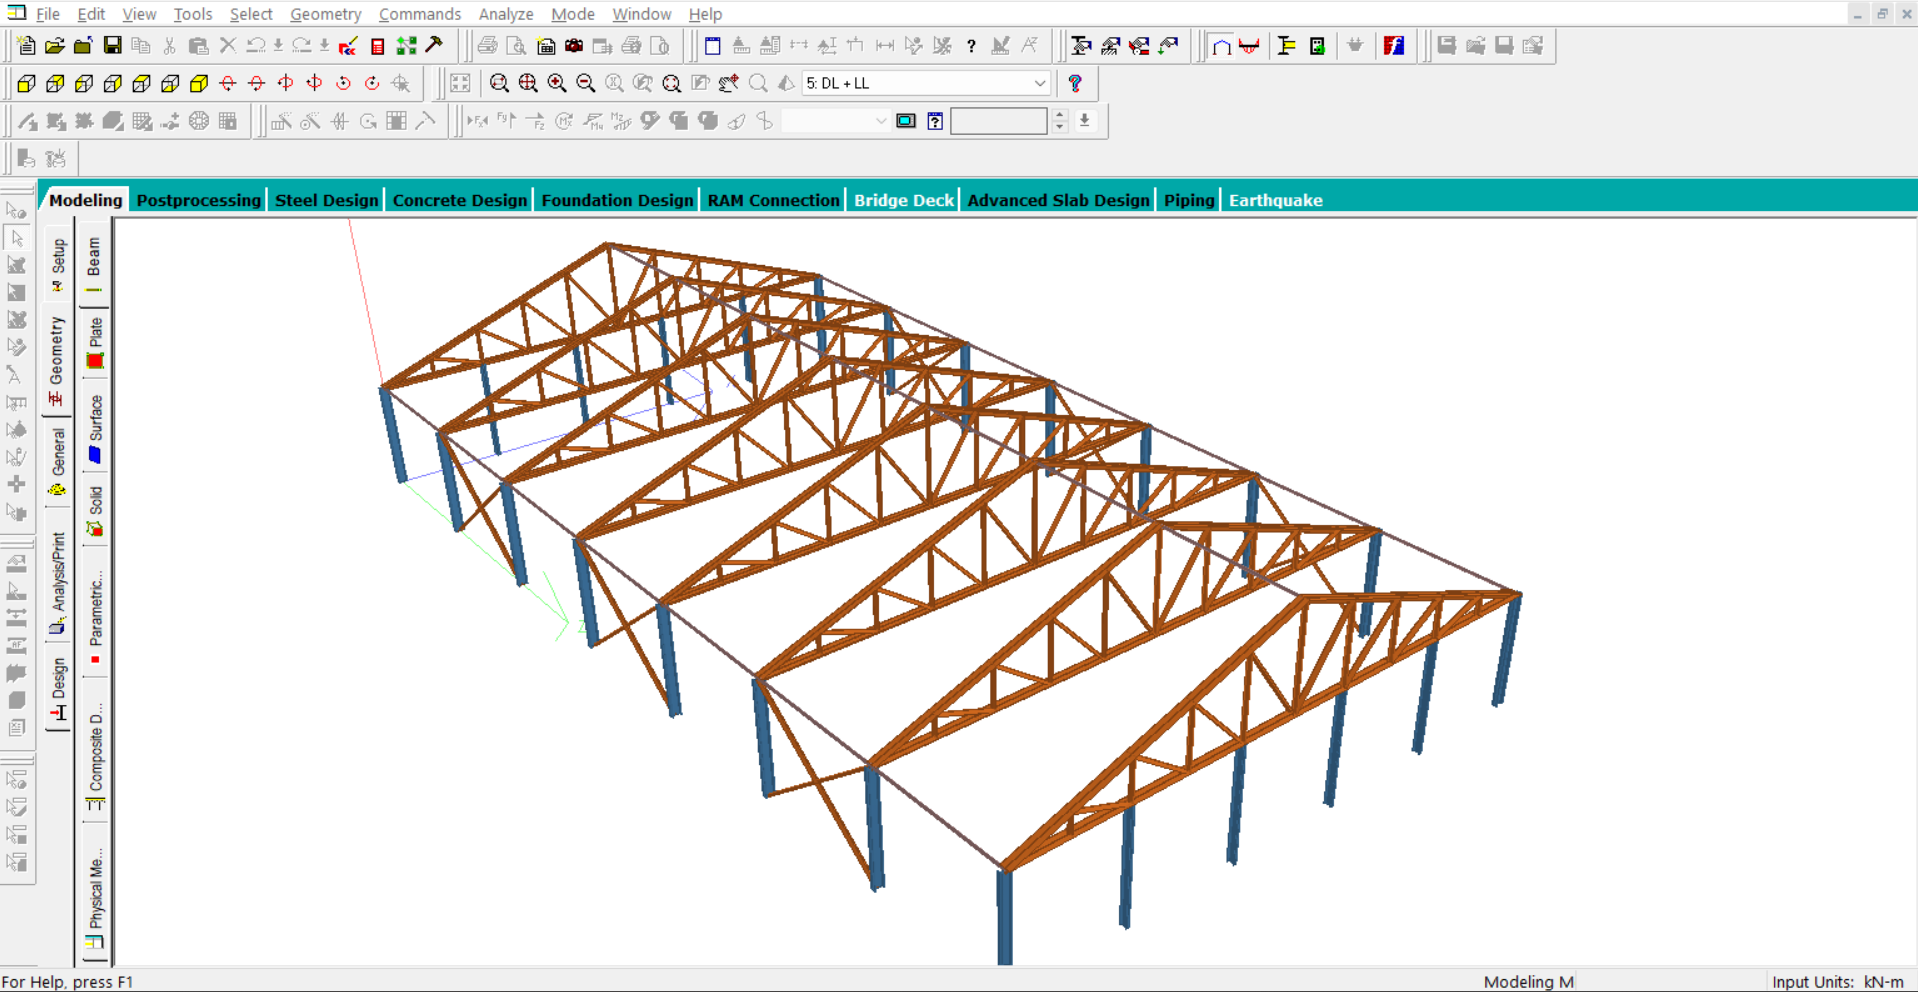 File Edit View Tools Select Geometry Commands Analyze Mode Window Help
5: DL + LL
Modeling Postprocessing Steel Design Concrete Design Foundation Design RAM Connection Bridge Deck Advanced Slab Design Piping Earthquake
Setup
Geometry
General
Analysis/Print
Design
Beam
Plate
Surface
Solid
Parametric...
Composite D...
Physical Me...
For Help, press F1
Modeling M
Input Units: kN-m